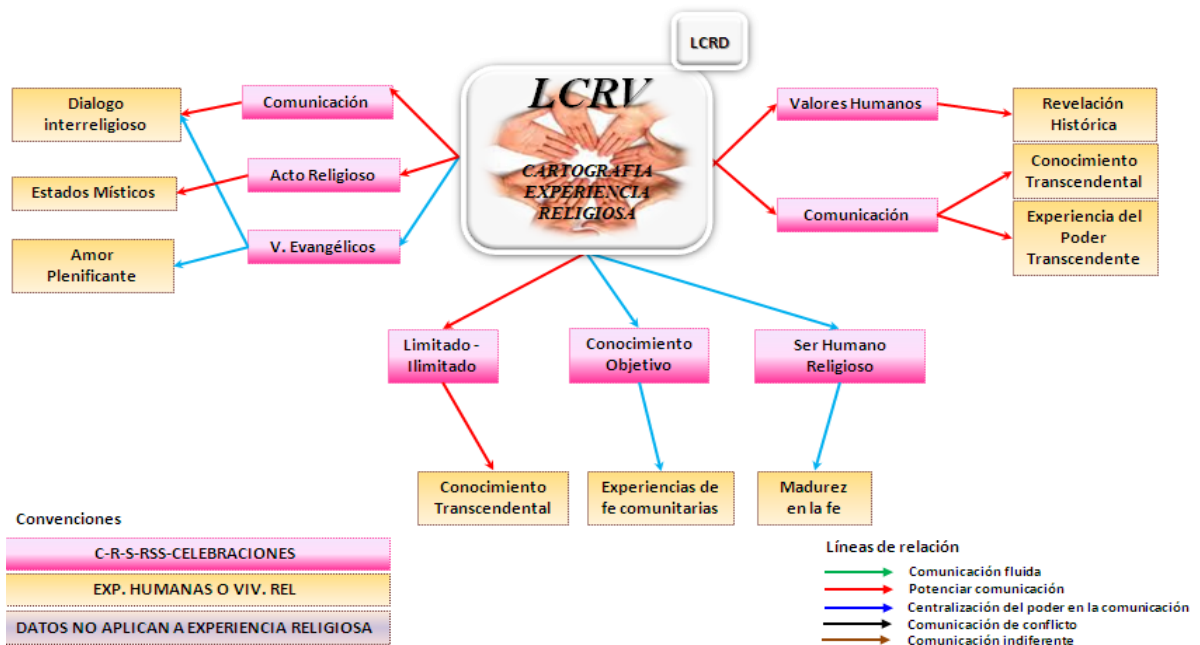 LCRD
LCRV
CARTOGRAFIA
EXPERIENCIA
RELIGIOSA
Comunicación
Dialogo
interreligioso
Acto Religioso
Estados Místicos
V. Evangélicos
Amor
Plenificante
Valores Humanos
Revelación
Histórica
Comunicación
Conocimiento
Transcendental
Experiencia del
Poder
Transcendente
Limitado -
Ilimitado
Conocimiento
Objetivo
Ser Humano
Religioso
Conocimiento
Transcendental
Experiencias de
fe comunitarias
Madurez
en la fe
Convenciones
C-R-S-RSS-CELEBRACIONES
EXP. HUMANAS O VIV. REL
DATOS NO APLICAN A EXPERIENCIA RELIGIOSA
Líneas de relación
Comunicación fluida
Potenciar comunicación
Centralización del poder en la comunicación
Comunicación de conflicto
Comunicación indiferente